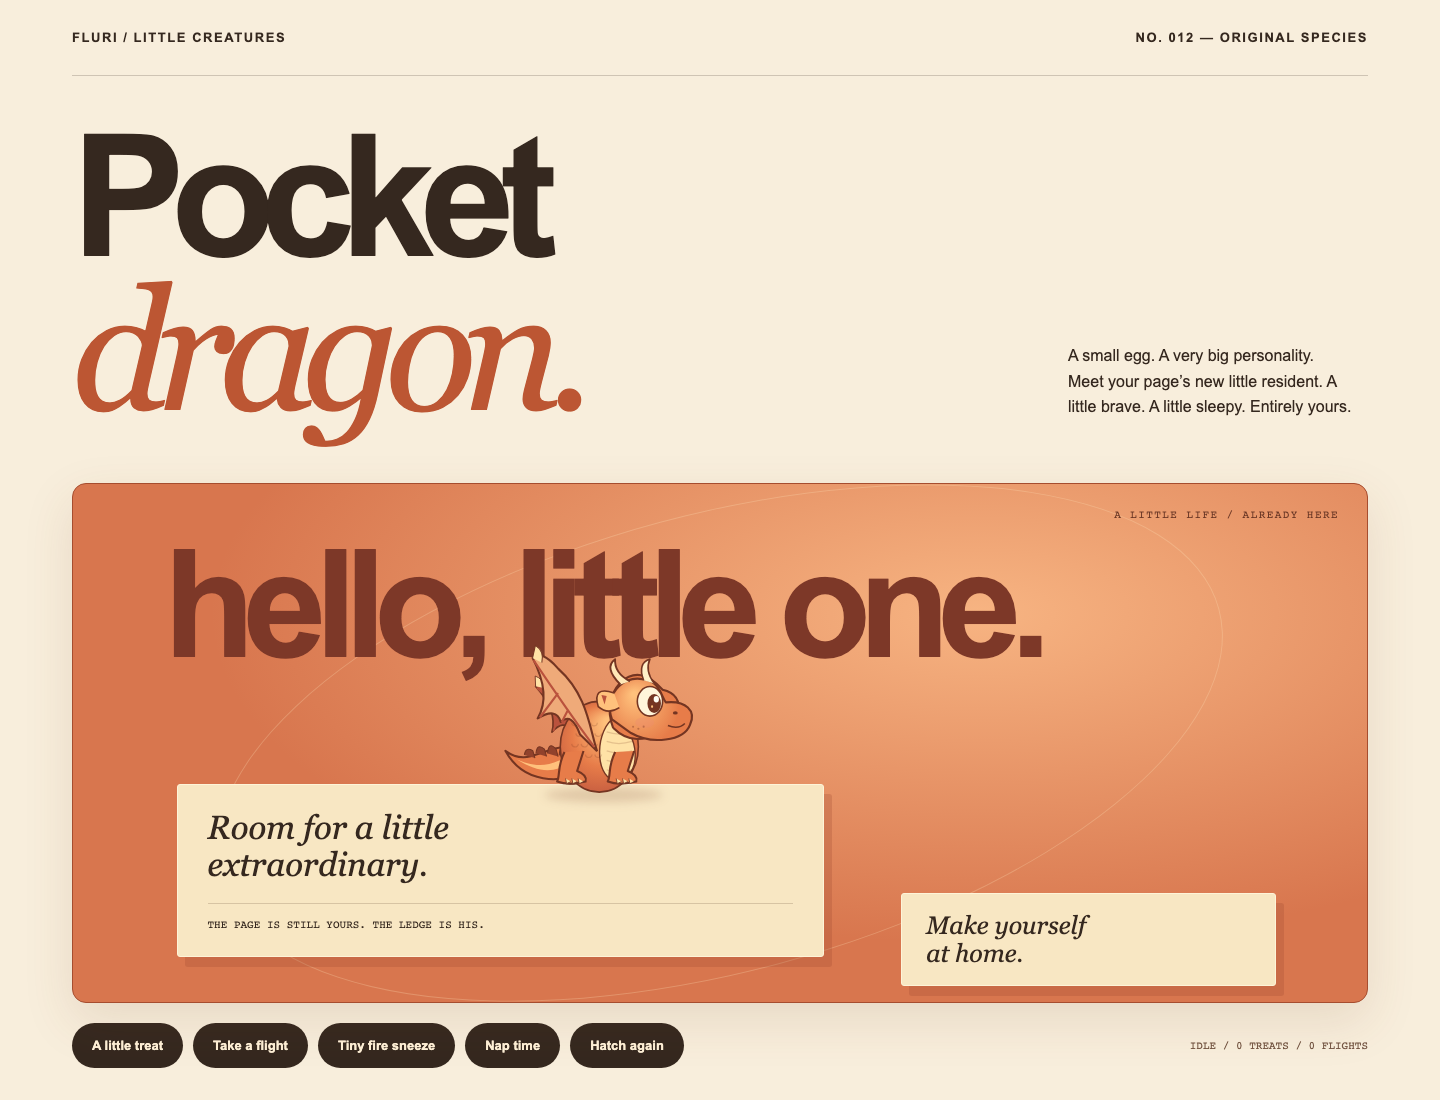 FLURI / LITTLE CREATURES
NO. 012 — ORIGINAL SPECIES
Pocket
dragon.
A small egg. A very big personality.
Meet your page’s new little resident. A
little brave. A little sleepy. Entirely yours.
A LITTLE LIFE / ALREADY HERE
hello, little one.
Room for a little
extraordinary.
THE PAGE IS STILL YOURS. THE LEDGE IS HIS.
Make yourself
at home.
A little treat
Take a flight
Tiny fire sneeze
Nap time
Hatch again
IDLE / 0 TREATS / 0 FLIGHTS